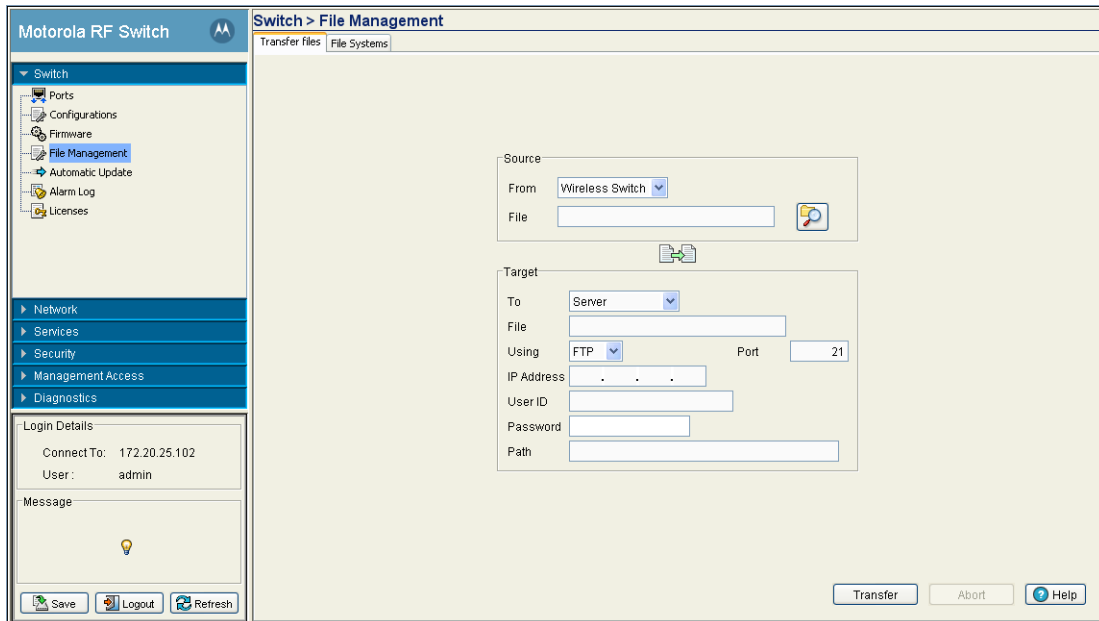 Motorola RF Switch
Switch
Ports
Configurations
Firmware
File Management
Automatic Update
Alarm Log
Licenses
Network
Services
Security
Management Access
Diagnostics
Login Details
Connect To: 172.20.25.102
User : admin
Message
Save Logout Refresh
Switch > File Management
Transfer files File Systems
Source
From Wireless Switch
File
Target
To Server
File
Using FTP Port 21
IP Address . . .
User ID
Password
Path
Transfer Abort ? Help